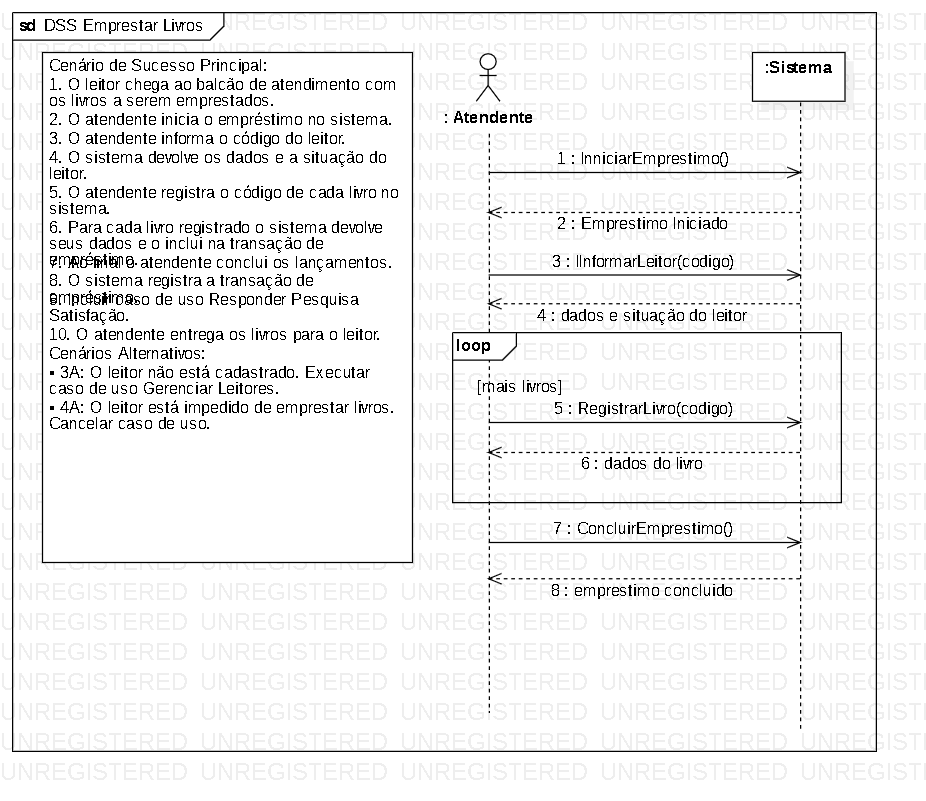 sd DSS Emprestar Livros
Cenário de Sucesso Principal:
1. O leitor chega ao balcão de atendimento com
os livros a serem emprestados.
2. O atendente inicia o empréstimo no sistema.
3. O atendente informa o código do leitor.
4. O sistema devolve os dados e a situação do
leitor.
5. O atendente registra o código de cada livro no
sistema.
6. Para cada livro registrado o sistema devolve
seus dados e o inclui na transação de
empréstimo.
7. Ao final o atendente conclui os lançamentos.
8. O sistema registra a transação de
empréstimo.
9. Incluir caso de uso Responder Pesquisa
Satisfação.
10. O atendente entrega os livros para o leitor.
Cenários Alternativos:
▪ 3A: O leitor não está cadastrado. Executar
caso de uso Gerenciar Leitores.
▪ 4A: O leitor está impedido de emprestar livros.
Cancelar caso de uso.
: Atendente
:Sistema
1 : InniciarEmprestimo()
2 : Emprestimo Iniciado
3 : IInformarLeitor(codigo)
4 : dados e situação do leitor
loop
[mais livros]
5 : RegistrarLivro(codigo)
6 : dados do livro
7 : ConcluirEmprestimo()
8 : emprestimo concluido
UNREGISTERED